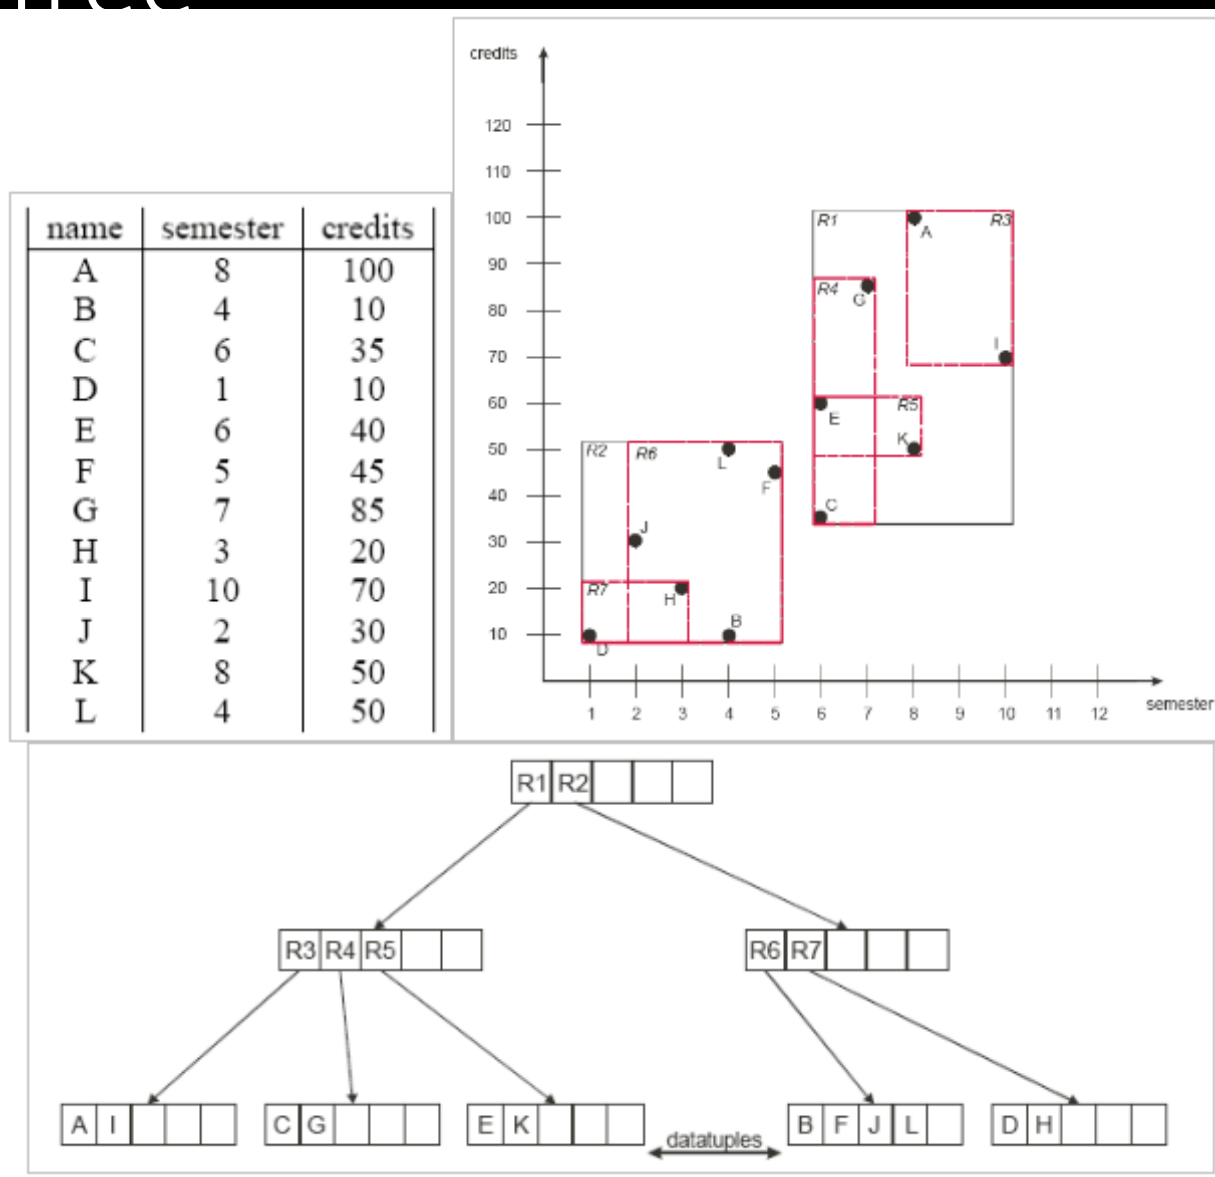 name semester credits
A 8 100
B 4 10
C 6 35
D 1 10
E 6 40
F 5 45
G 7 85
H 3 20
I 10 70
J 2 30
K 8 50
L 4 50
credits
120
110
100
90
80
70
60
50
40
30
20
10
R1 R3
A
R4
G
I
E R5
K
C
R2 R6
L
F
J
R7
H
B
D
1 2 3 4 5 6 7 8 9 10 11 12
semester
R1 R2
R3 R4 R5
R6 R7
A I
C G
E K
datatuples
B F J L
D H